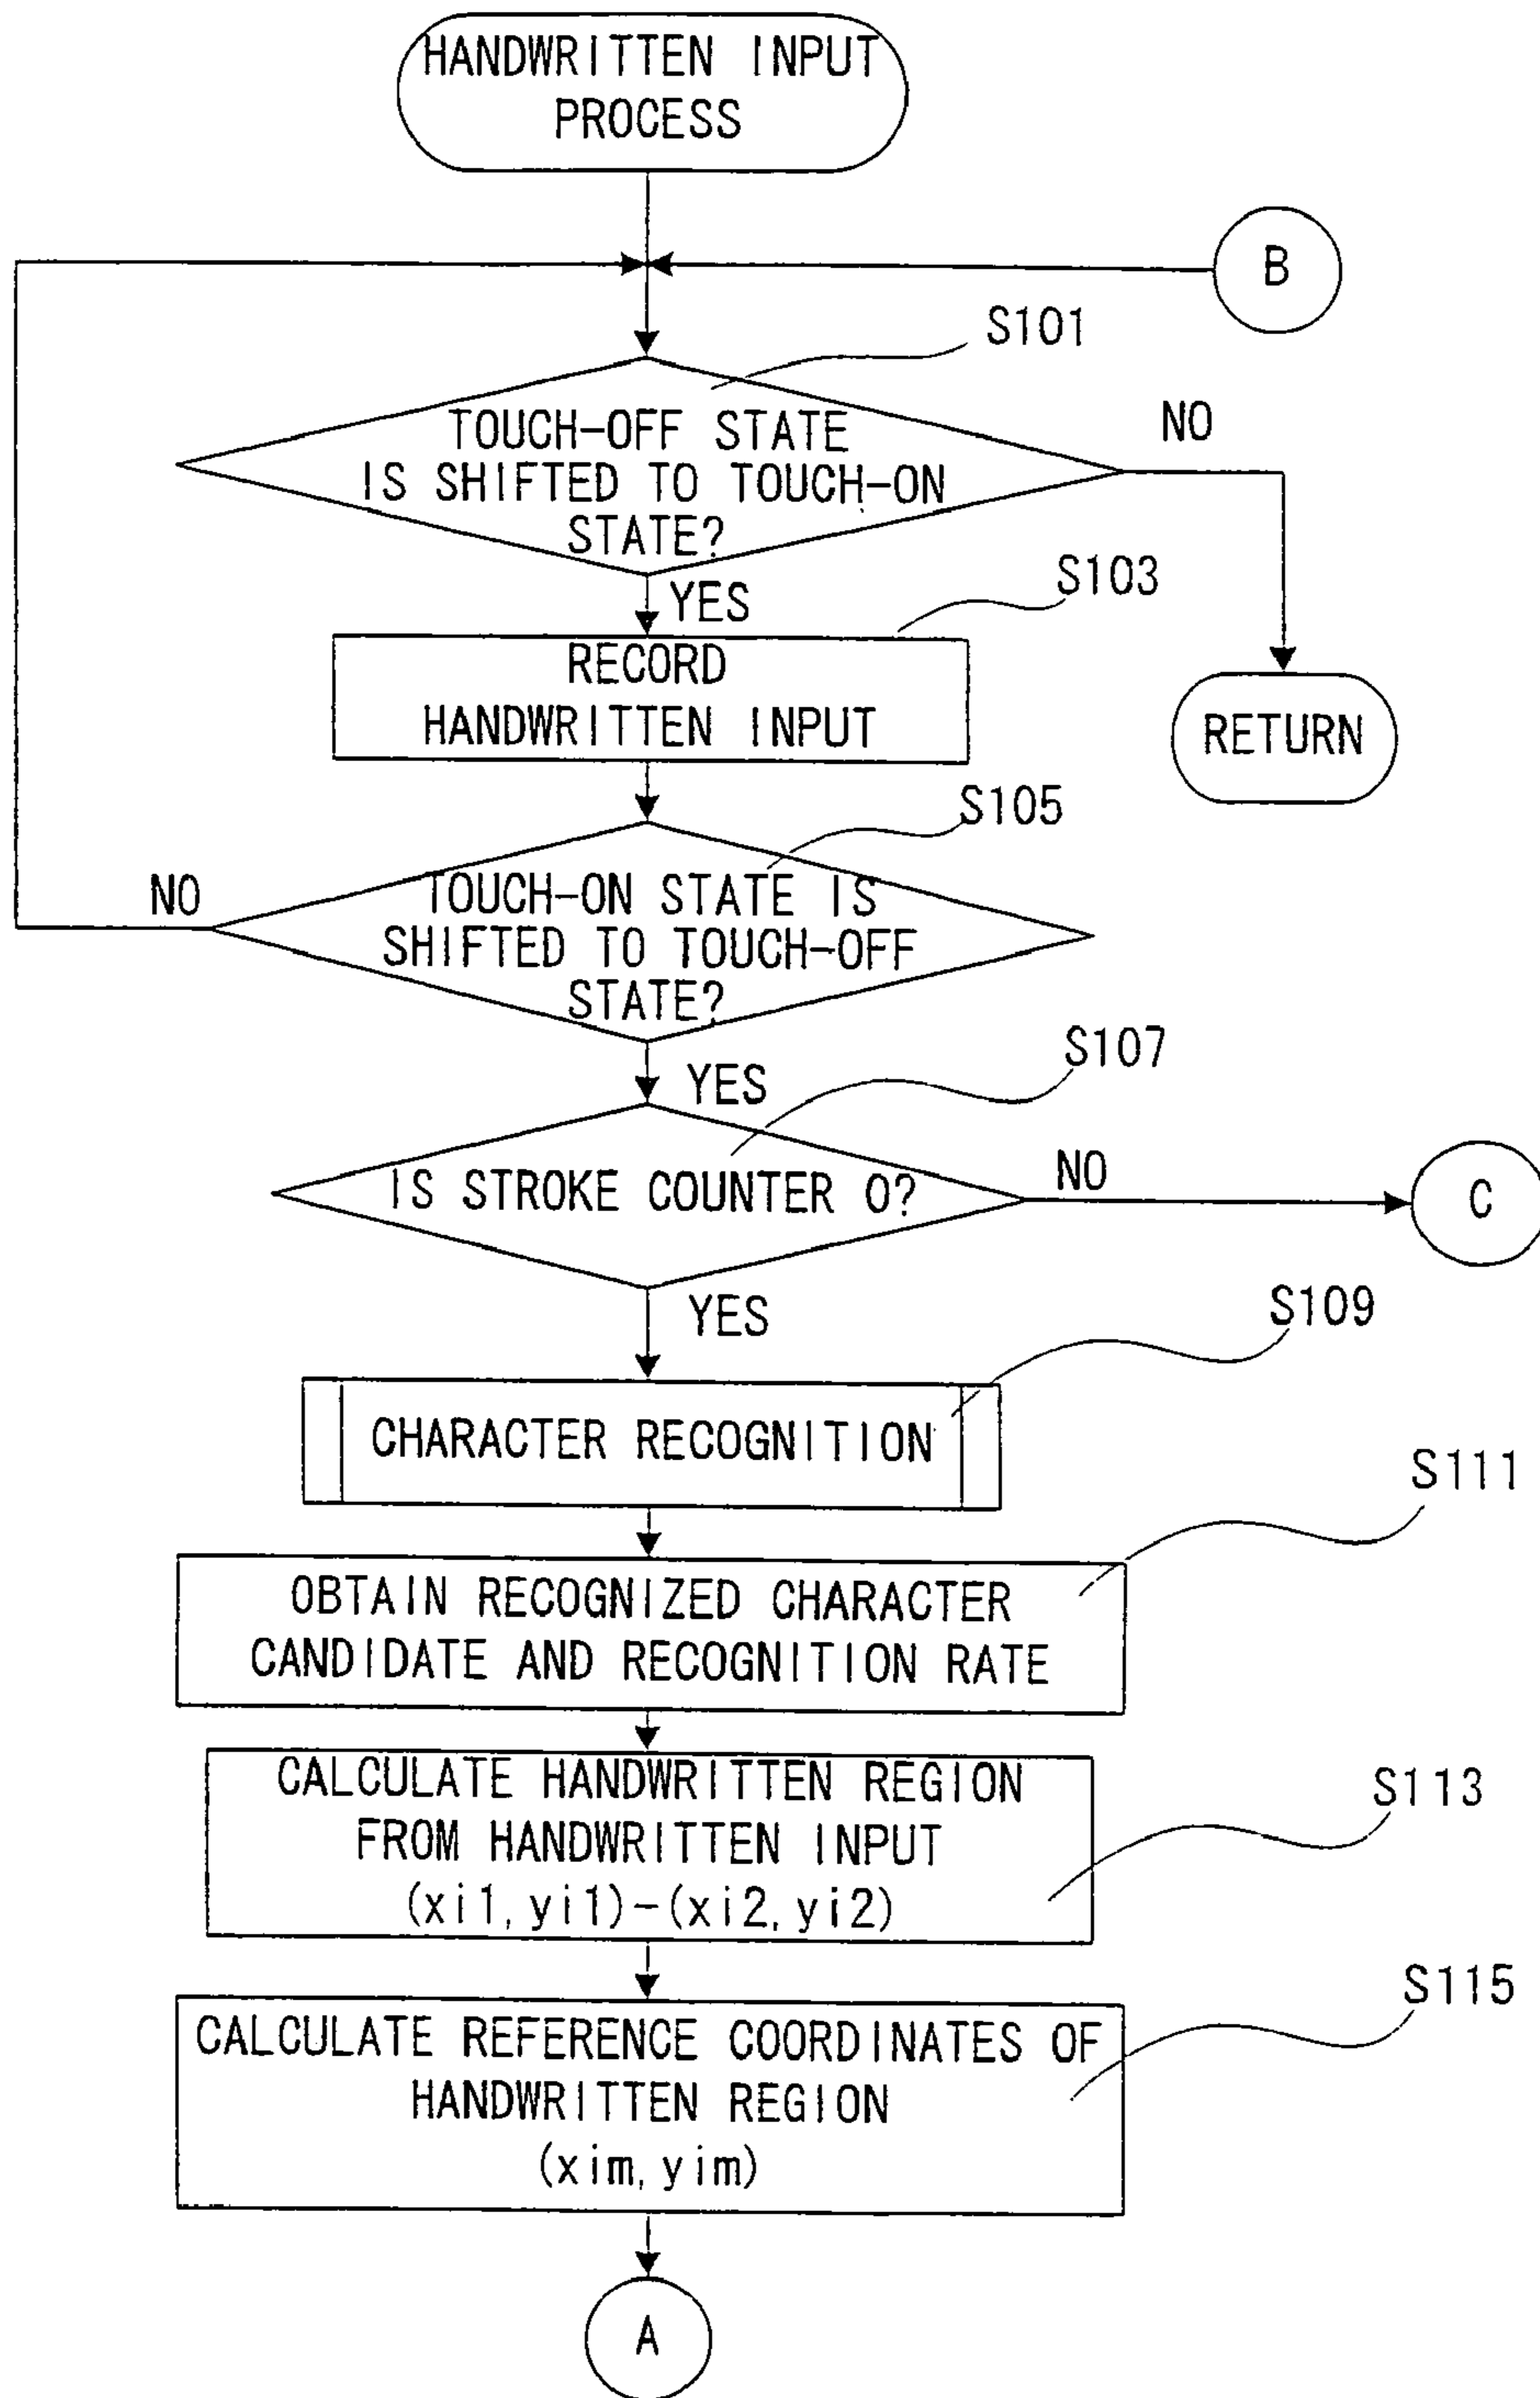 HANDWRITTEN INPUT
PROCESS
B
S101
TOUCH-OFF STATE
IS SHIFTED TO TOUCH-ON
STATE?
NO
YES
S103
RECORD
HANDWRITTEN INPUT
RETURN
S105
NO
TOUCH-ON STATE IS
SHIFTED TO TOUCH-OFF
STATE?
YES
S107
IS STROKE COUNTER 0?
NO
C
YES
S109
CHARACTER RECOGNITION
S111
OBTAIN RECOGNIZED CHARACTER
CANDIDATE AND RECOGNITION RATE
CALCULATE HANDWRITTEN REGION
FROM HANDWRITTEN INPUT
(xi1, yi1)-(xi2, yi2)
S113
S115
CALCULATE REFERENCE COORDINATES OF
HANDWRITTEN REGION
(xim, yim)
A